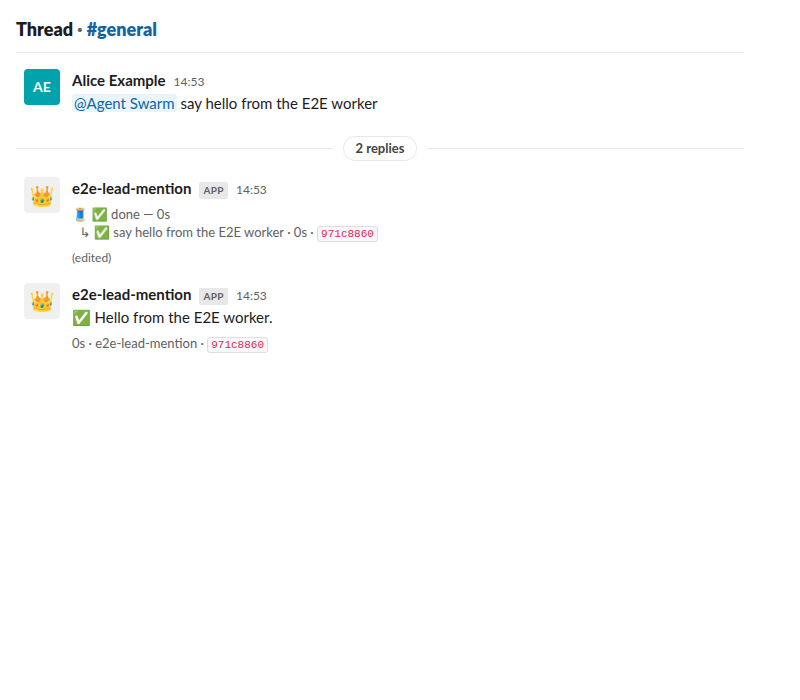 Thread • #general
AE
Alice Example 14:53
@Agent Swarm say hello from the E2E worker
2 replies
e2e-lead-mention APP 14:53
🧵 ✅ done — 0s
↳ ✅ say hello from the E2E worker · 0s · 971c8860
(edited)
e2e-lead-mention APP 14:53
✅ Hello from the E2E worker.
0s · e2e-lead-mention · 971c8860